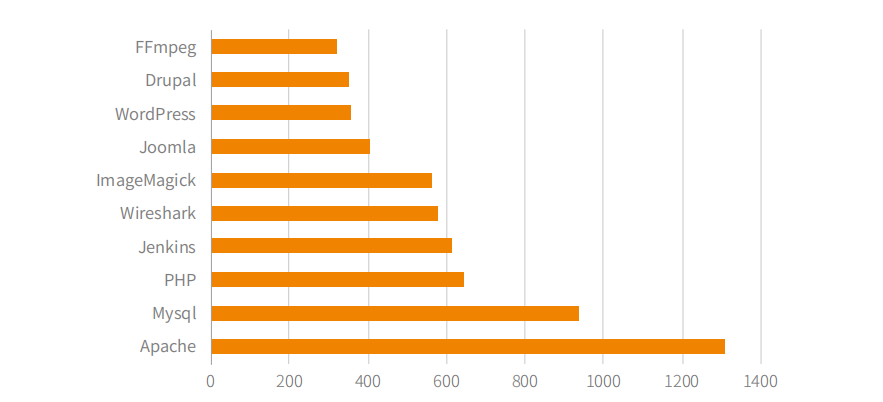 FFmpeg
Drupal
WordPress
Joomla
ImageMagick
Wireshark
Jenkins
PHP
Mysql
Apache
0 200 400 600 800 1000 1200 1400